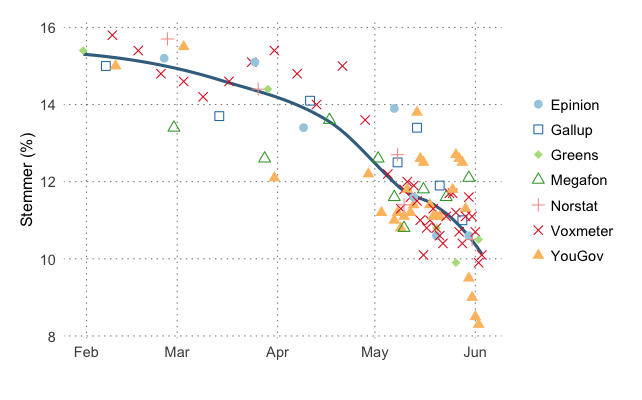 Stemmer (%)
16
14
12
10
8
Feb Mar Apr May Jun
Epinion
Gallup
Greens
Megafon
Norstat
Voxmeter
YouGov